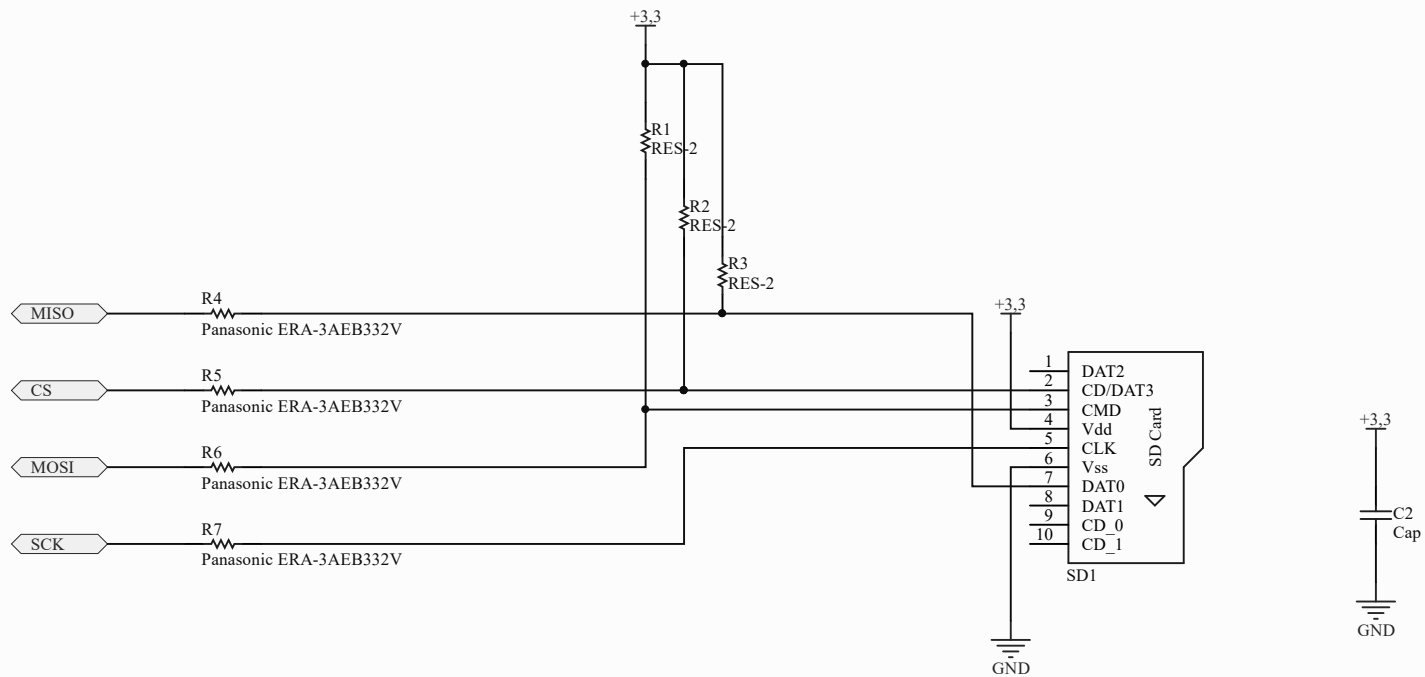 +3,3
R1
RES-2
R2
RES-2
R3
RES-2
R4
MISO
Panasonic ERA-3AEB332V
R5
CS
Panasonic ERA-3AEB332V
R6
MOSI
Panasonic ERA-3AEB332V
R7
SCK
Panasonic ERA-3AEB332V
+3,3
1 DAT2
2 CD/DAT3
3 CMD
4 Vdd
5 CLK
6 Vss
7 DAT0
8 DAT1
9 CD_0
10 CD_1
SD Card
SD1
GND
+3,3
C2
Cap
GND